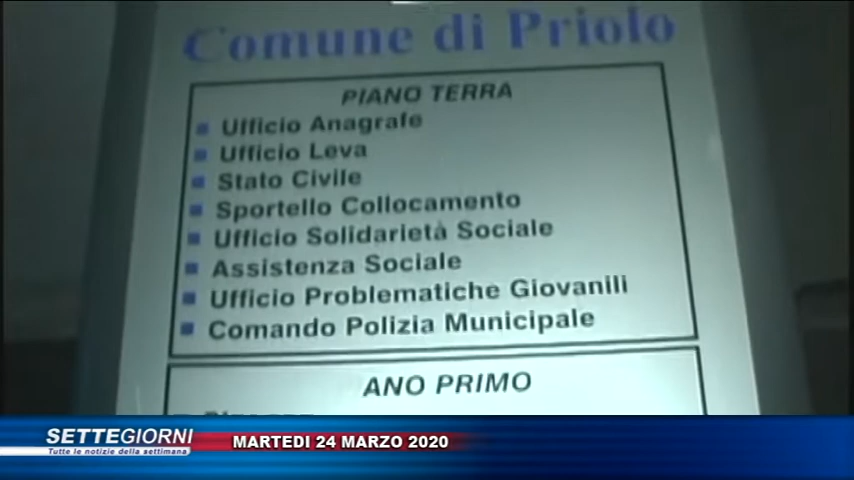 Comune di Priolo
PIANO TERRA
Ufficio Anagrafe
Ufficio Leva
Stato Civile
Sportello Collocamento
Ufficio Solidarietà Sociale
Assistenza Sociale
Ufficio Problematiche Giovanili
Comando Polizia Municipale
ANO PRIMO
SETTEGIORNI
Tutte le notizie della settimana
MARTEDI 24 MARZO 2020